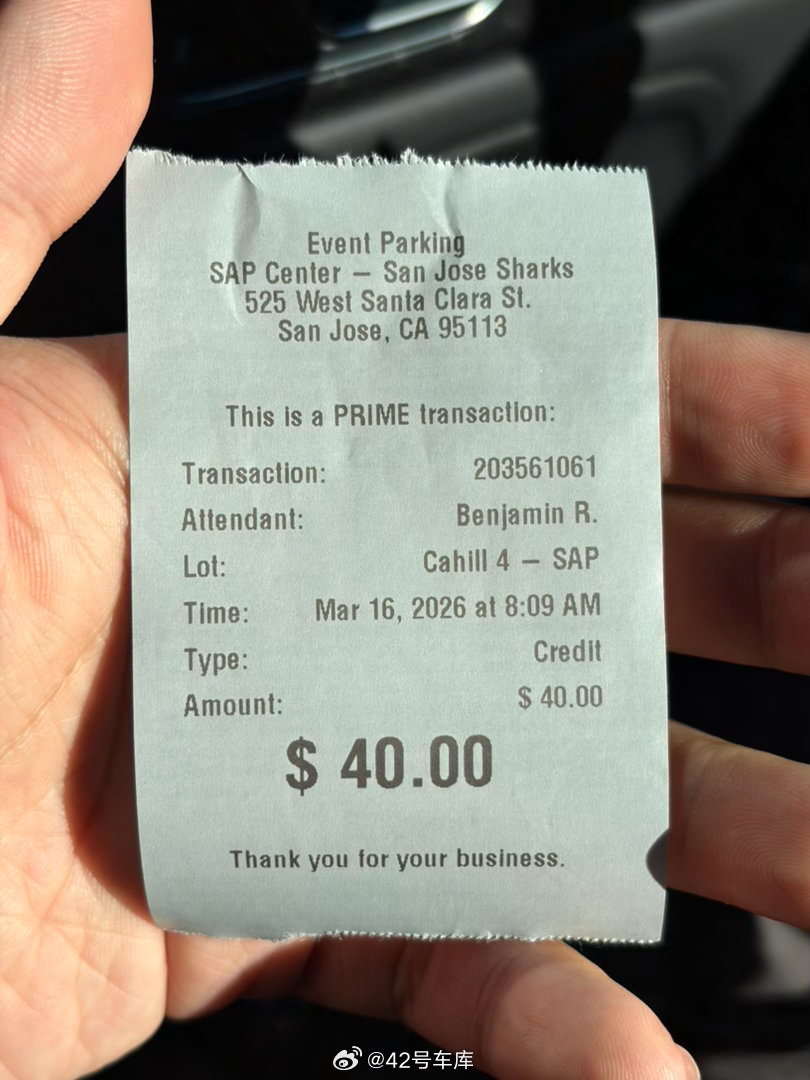 Event Parking
SAP Center – San Jose Sharks
525 West Santa Clara St.
San Jose, CA 95113
This is a PRIME transaction:
Transaction: 203561061
Attendant: Benjamin R.
Lot: Cahill 4 – SAP
Time: Mar 16, 2026 at 8:09 AM
Type: Credit
Amount: $ 40.00
$ 40.00
Thank you for your business.
@42号车库